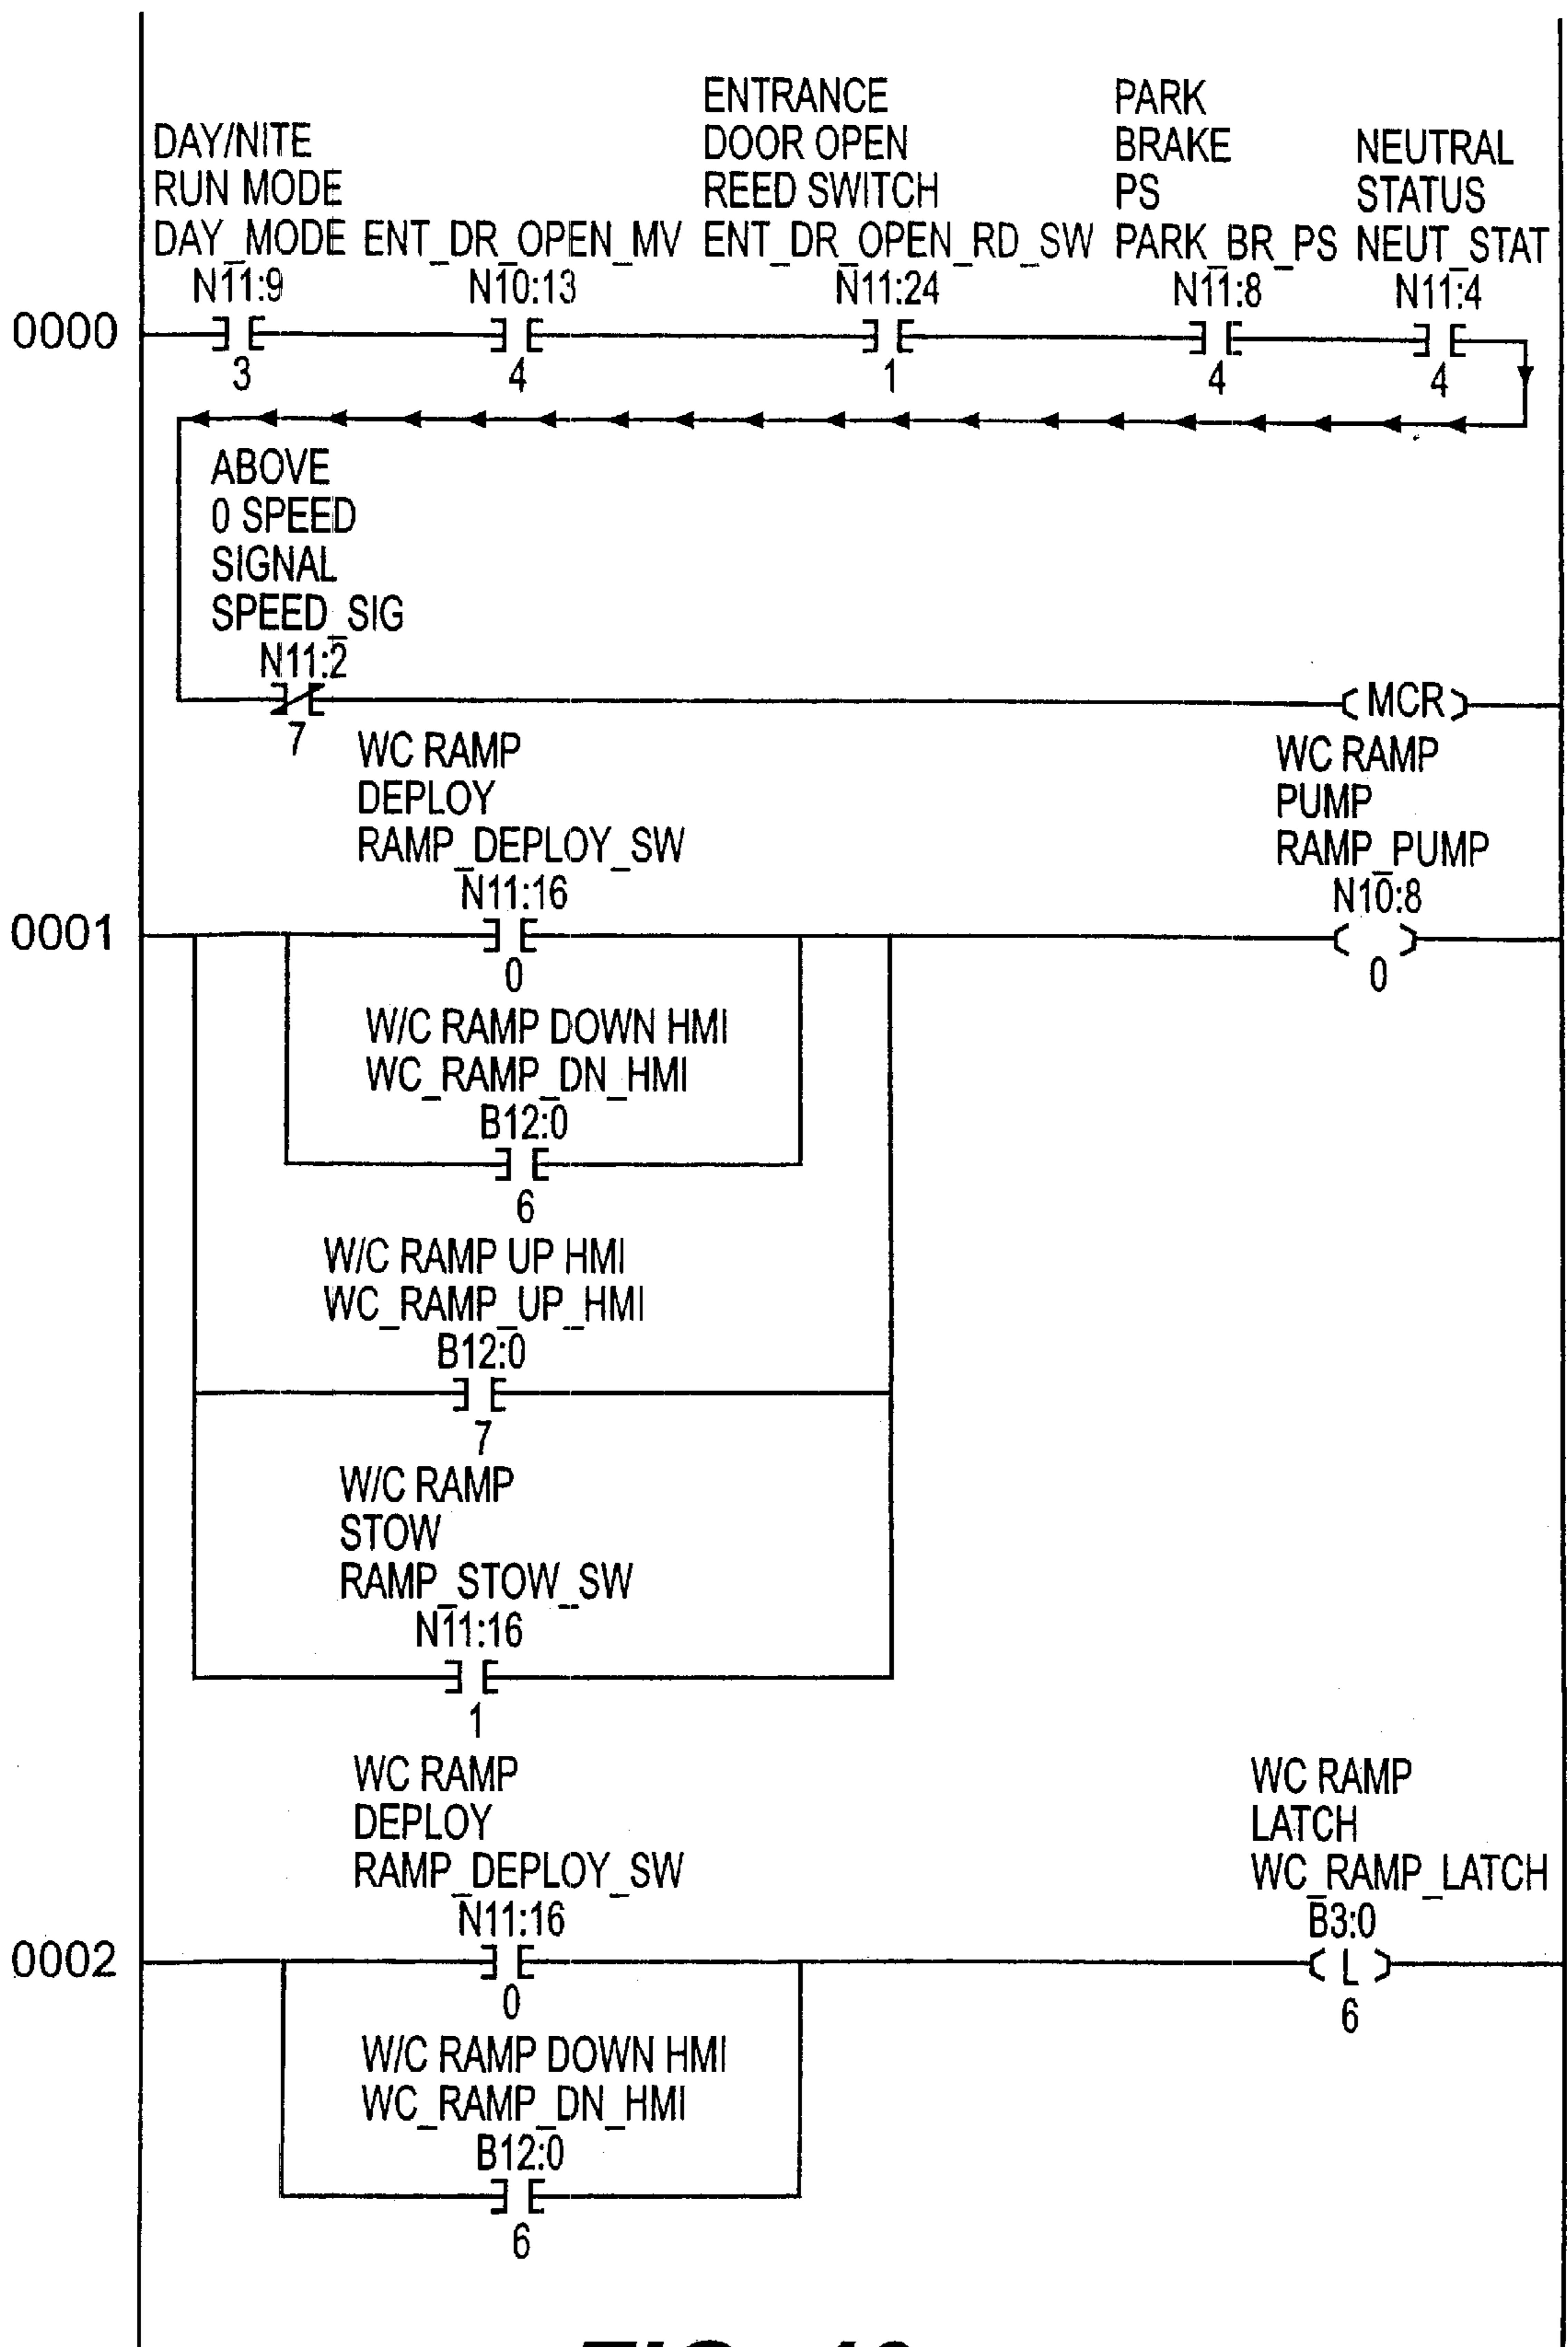 DAY/NITE
RUN MODE
DAY_MODE
N11:9
3
ENT_DR_OPEN_MV
N10:13
4
ENTRANCE
DOOR OPEN
REED SWITCH
ENT_DR_OPEN_RD_SW
N11:24
1
PARK
BRAKE
PS
PARK_BR_PS
N11:8
4
NEUTRAL
STATUS
NEUT_STAT
N11:4
4
0000
ABOVE
0 SPEED
SIGNAL
SPEED_SIG
N11:2
7
MCR
WC RAMP
DEPLOY
RAMP_DEPLOY_SW
N11:16
0
WC RAMP
PUMP
RAMP_PUMP
N10:8
0
0001
W/C RAMP DOWN HMI
WC_RAMP_DN_HMI
B12:0
6
W/C RAMP UP HMI
WC_RAMP_UP_HMI
B12:0
7
W/C RAMP
STOW
RAMP_STOW_SW
N11:16
1
WC RAMP
DEPLOY
RAMP_DEPLOY_SW
N11:16
0
WC RAMP
LATCH
WC_RAMP_LATCH
B3:0
L
6
0002
W/C RAMP DOWN HMI
WC_RAMP_DN_HMI
B12:0
6